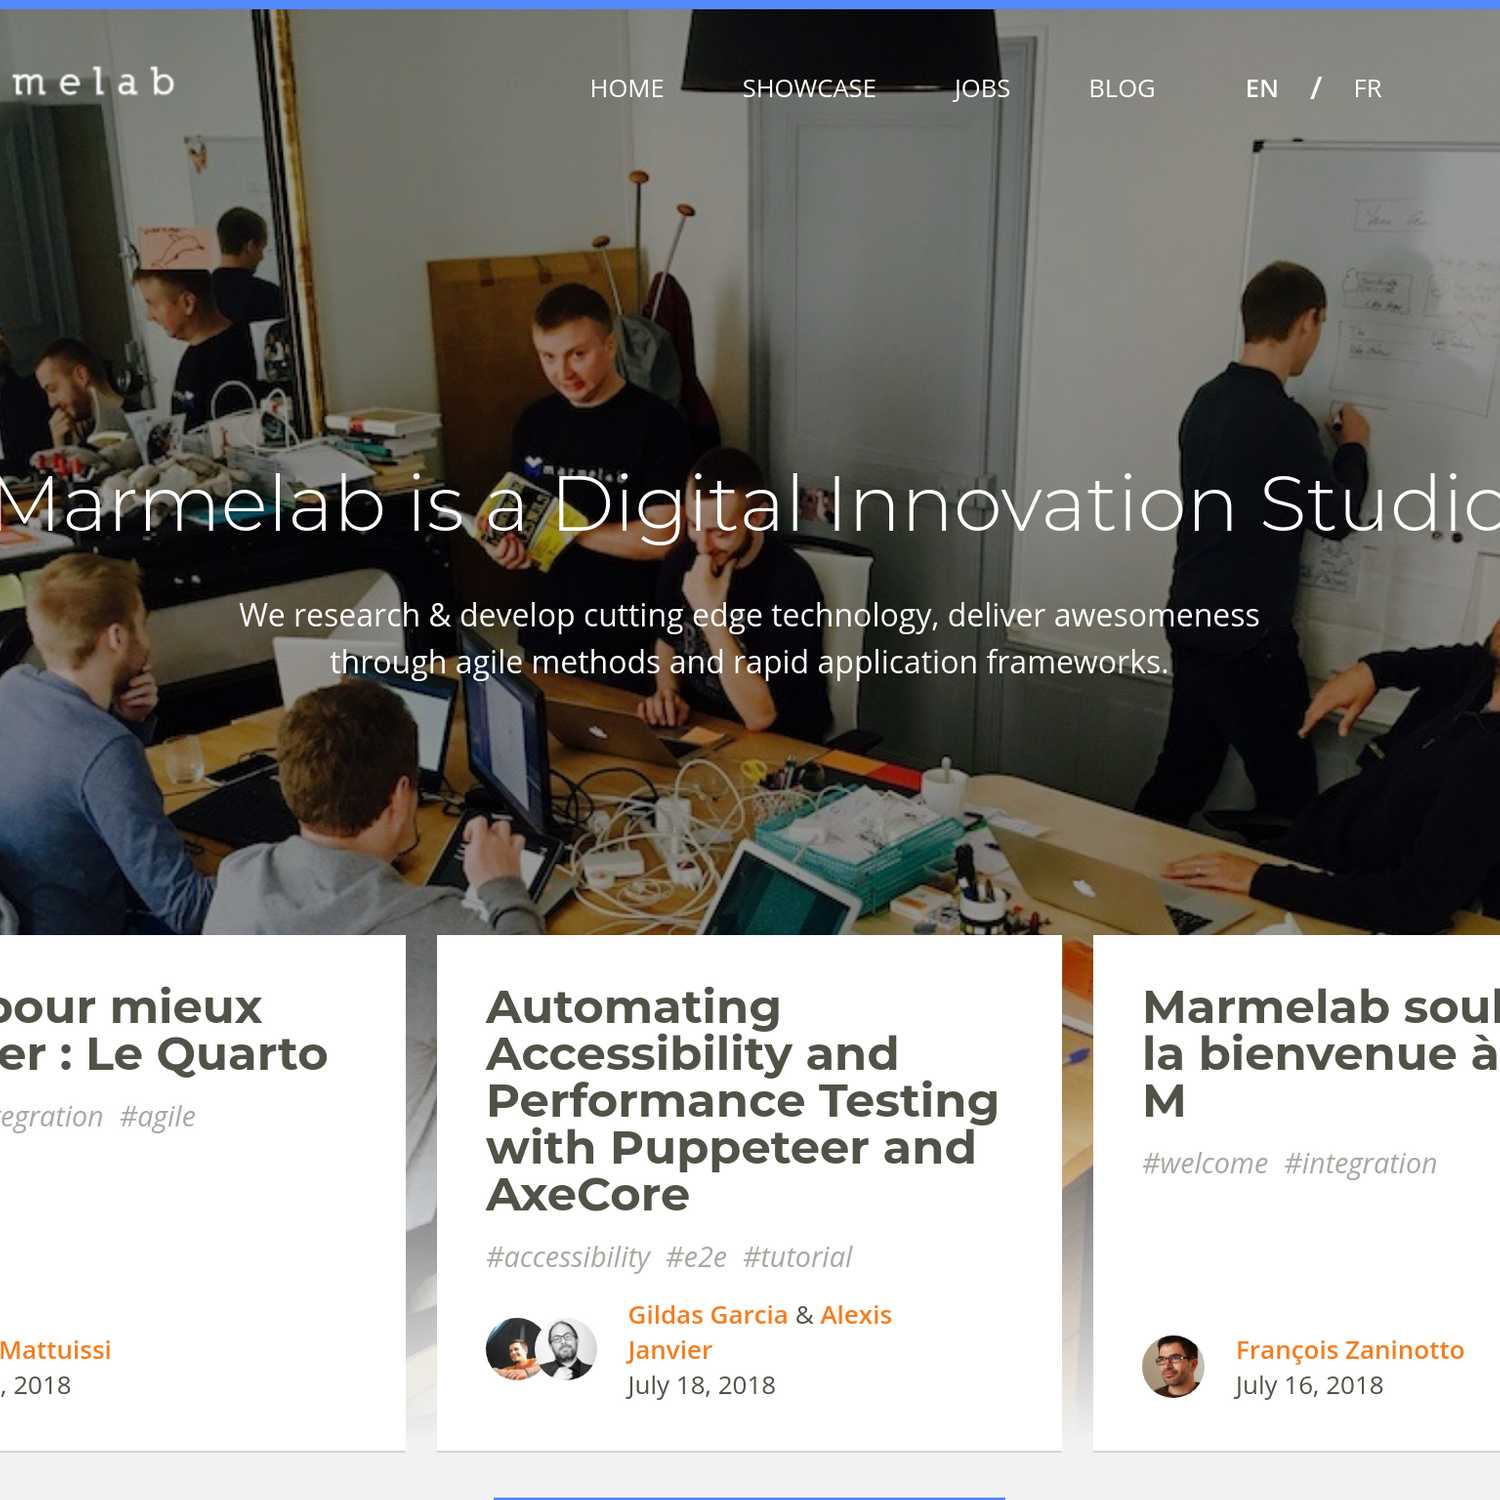 melab
HOME SHOWCASE JOBS BLOG EN / FR
marmelab
Marmelab is a Digital Innovation Studio
We research & develop cutting edge technology, deliver awesomeness
through agile methods and rapid application frameworks.
pour mieux
er : Le Quarto
egration #agile
Mattuissi
, 2018
Automating
Accessibility and
Performance Testing
with Puppeteer and
AxeCore
#accessibility #e2e #tutorial
Gildas Garcia & Alexis
Janvier
July 18, 2018
Marmelab soul
la bienvenue à
M
#welcome #integration
François Zaninotto
July 16, 2018